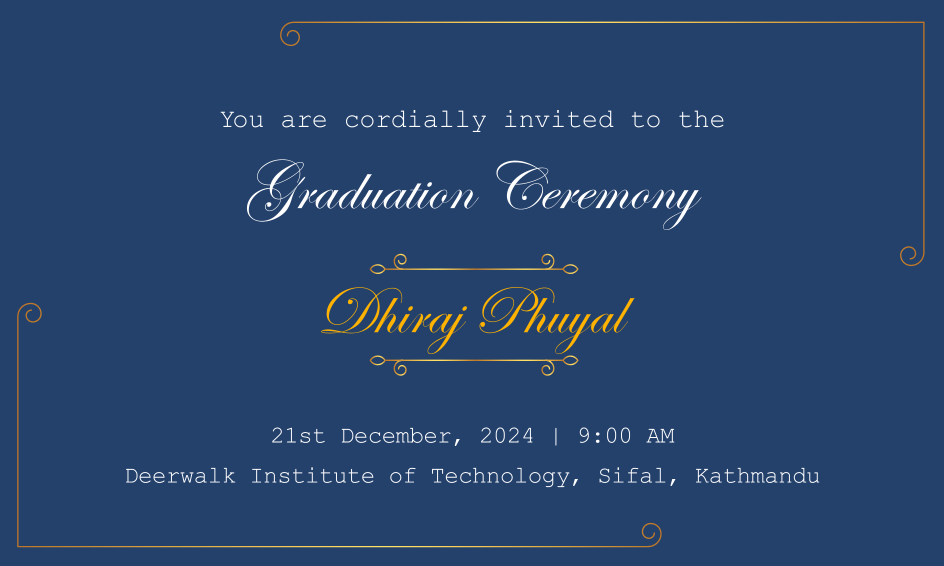 You are cordially invited to the
Graduation Ceremony
Dhiraj Phuyal
21st December, 2024 | 9:00 AM
Deerwalk Institute of Technology, Sifal, Kathmandu